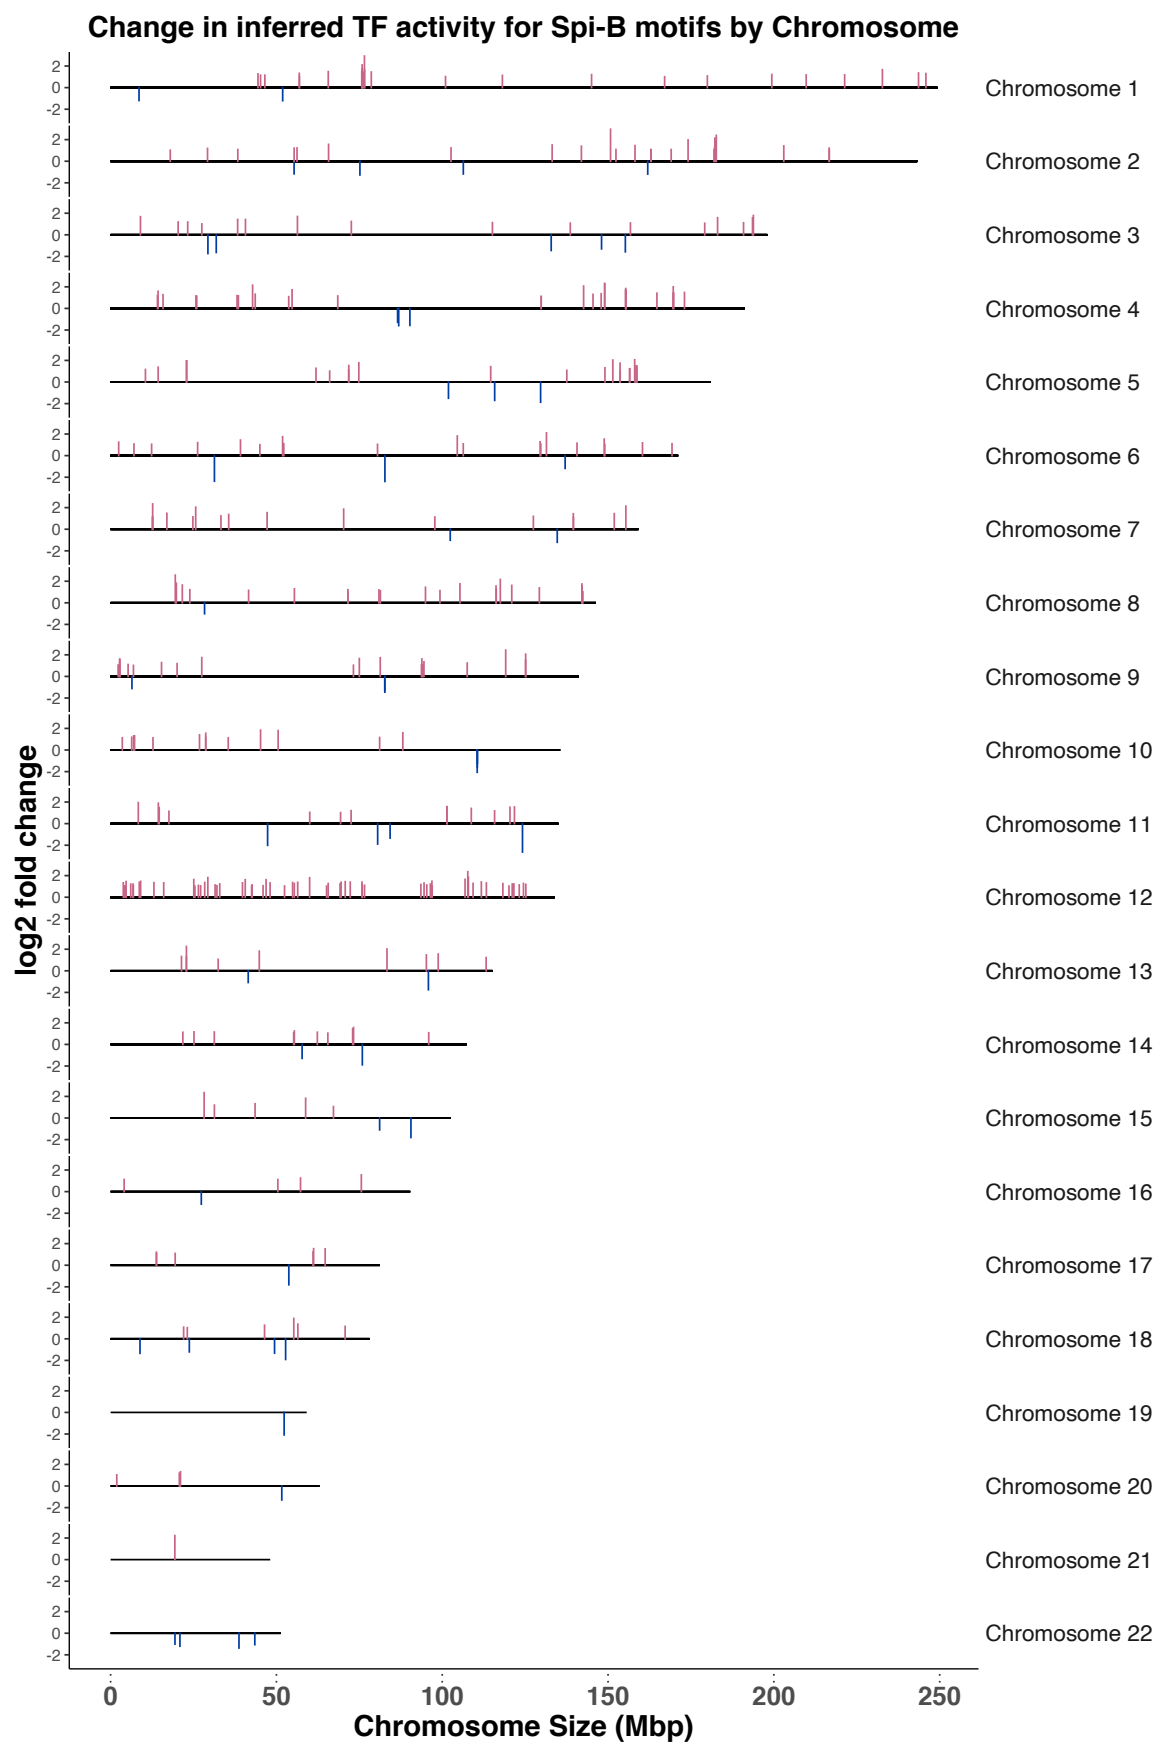 Change in inferred TF activity for Spi-B motifs by Chromosome
2
0
-2
Chromosome 1
2
0
-2
Chromosome 2
2
0
-2
Chromosome 3
2
0
-2
Chromosome 4
2
0
-2
Chromosome 5
2
0
-2
Chromosome 6
2
0
-2
Chromosome 7
2
0
-2
Chromosome 8
2
0
-2
Chromosome 9
2
0
-2
Chromosome 10
2
0
-2
Chromosome 11
2
0
-2
Chromosome 12
2
0
-2
Chromosome 13
2
0
-2
Chromosome 14
2
0
-2
Chromosome 15
2
0
-2
Chromosome 16
2
0
-2
Chromosome 17
2
0
-2
Chromosome 18
2
0
-2
Chromosome 19
2
0
-2
Chromosome 20
2
0
-2
Chromosome 21
2
0
-2
Chromosome 22
log2 fold change
0 50 100 150 200 250
Chromosome Size (Mbp)